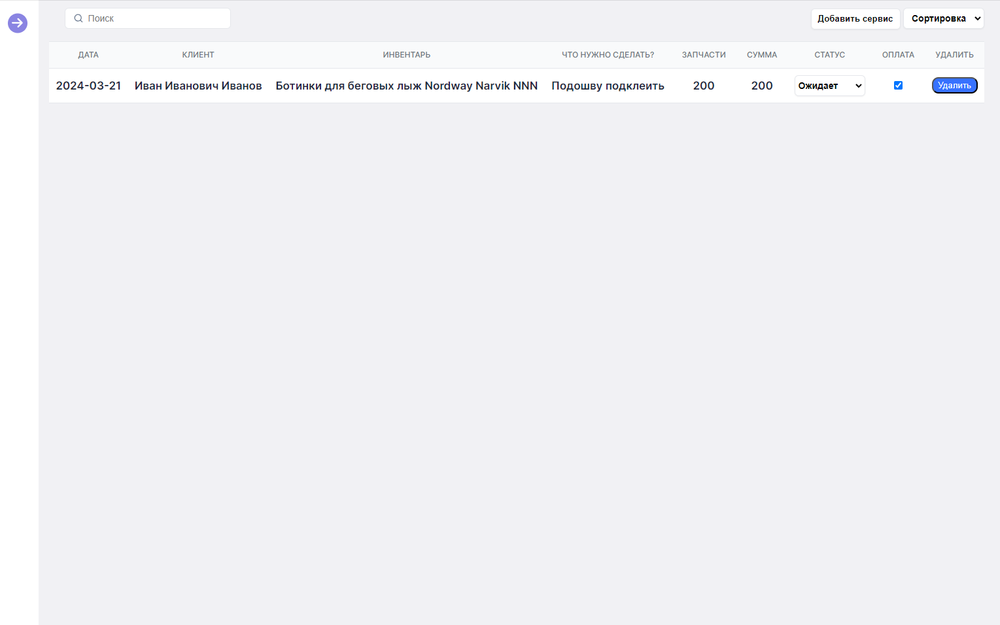 Поиск
Добавить сервис
Сортировка
ДАТА КЛИЕНТ ИНВЕНТАРЬ ЧТО НУЖНО СДЕЛАТЬ? ЗАПЧАСТИ СУММА СТАТУС ОПЛАТА УДАЛИТЬ
2024-03-21 Иван Иванович Иванов Ботинки для беговых лыж Nordway Narvik NNN Подошву подклеить 200 200 Ожидает Удалить